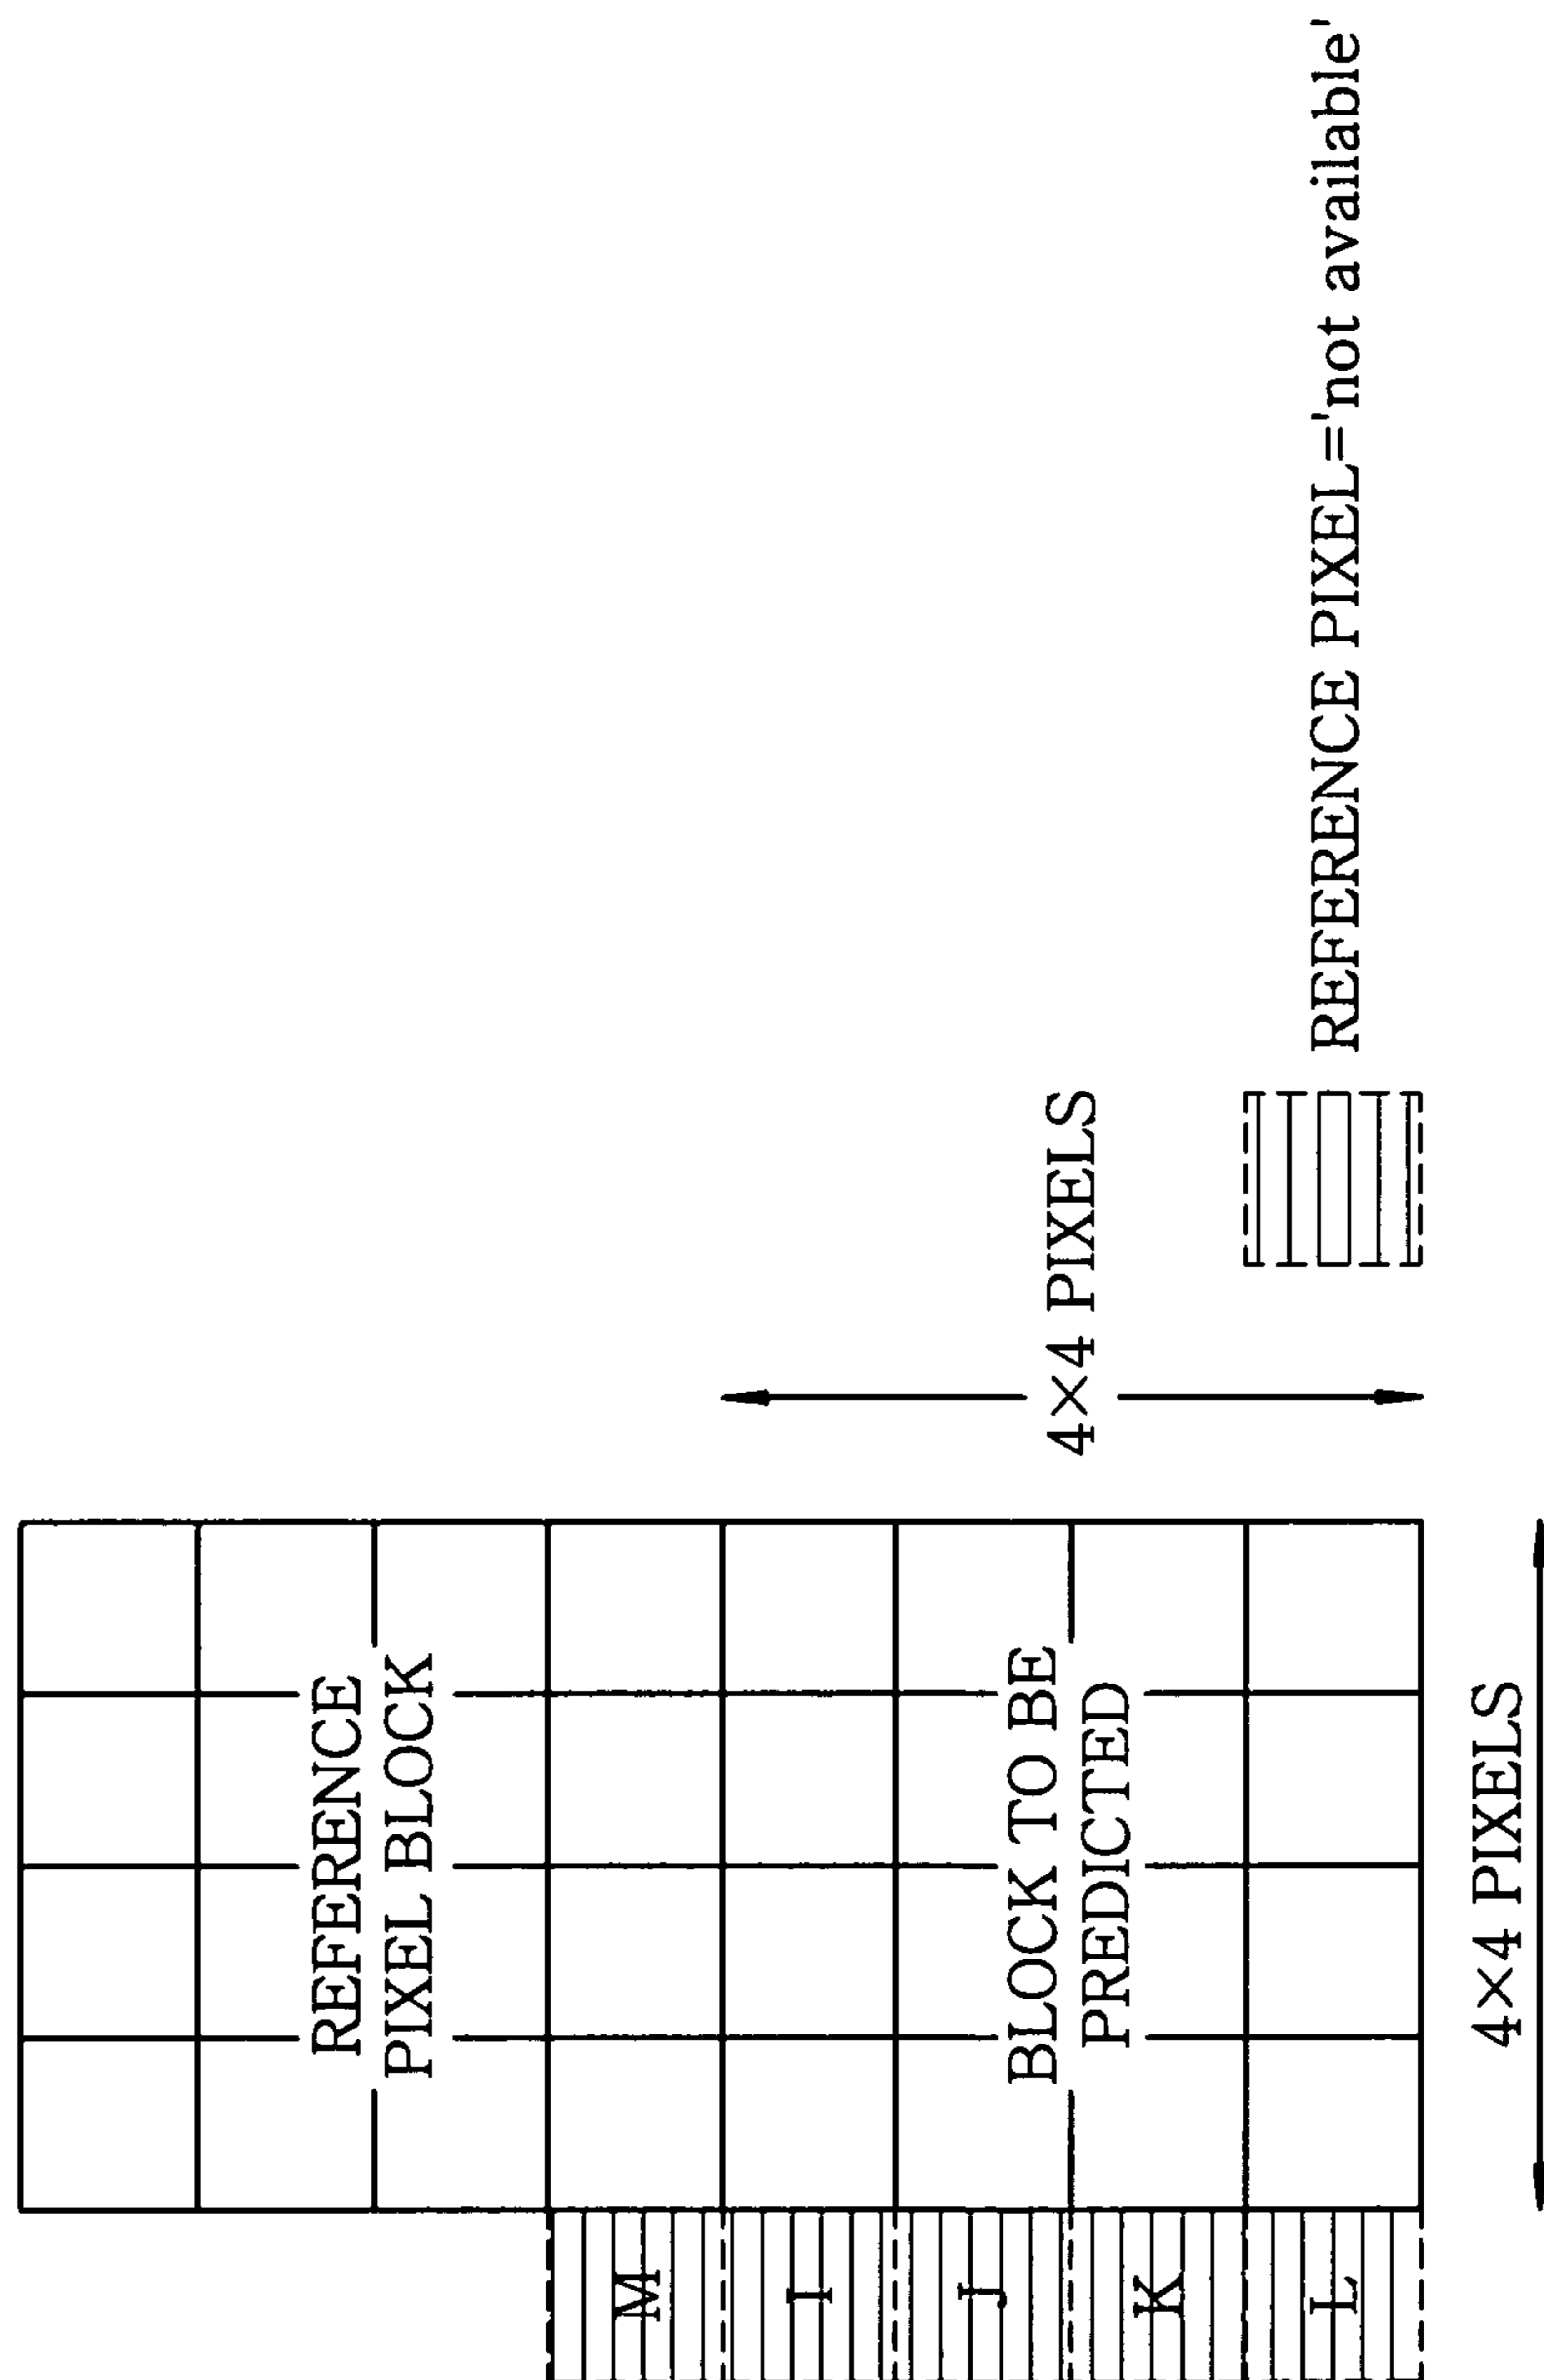 REFERENCE
PIXEL BLOCK
BLOCK TO BE
PREDICTED
M
I
J
K
L
4×4 PIXELS
4×4 PIXELS
REFERENCE PIXEL='not available'